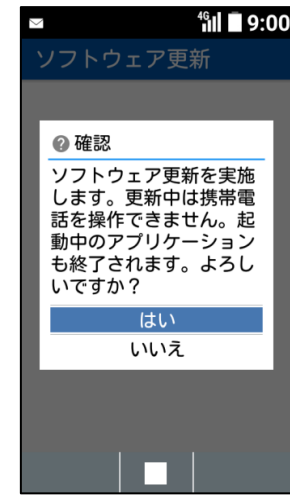 4G 9:00
ソフトウェア更新
? 確認
ソフトウェア更新を実施
します。更新中は携帯電
話を操作できません。起
動中のアプリケーション
も終了されます。よろし
いですか？
はい
いいえ